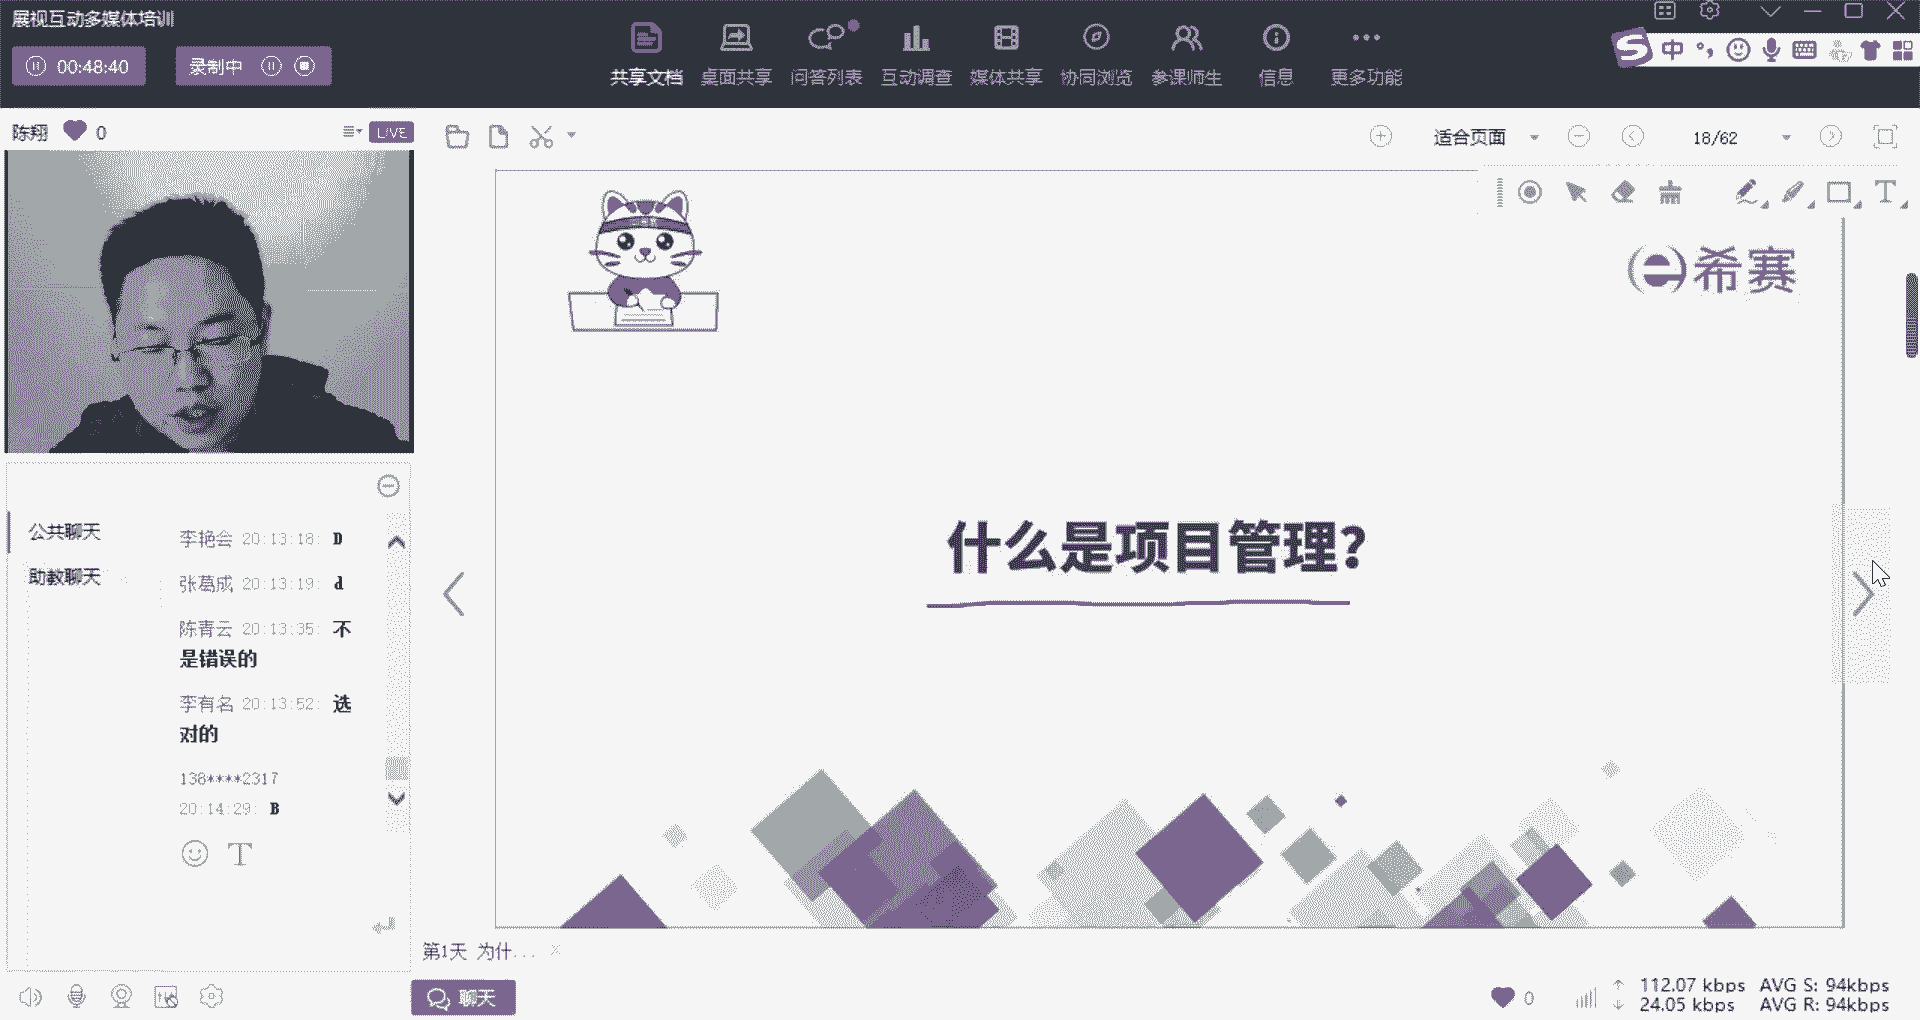 展视互动多媒体培训
00:48:40
录制中
共享文档 桌面共享 问答列表 互动调查 媒体共享 协同浏览 参课师生 信息 更多功能
S 中
陈翔 0 LIVE
适合页面 18/62
T
希赛
什么是项目管理?
公共聊天
助教聊天
李艳会 20:13:18: D
张葛成 20:13:19: d
陈青云 20:13:35: 不
是错误的
李有名 20:13:52: 选
对的
138****2317
20:14:29: B
T
第1天 为什...
聊天
0
112.07 kbps AVG S: 94kbps
24.05 kbps AVG R: 94kbps